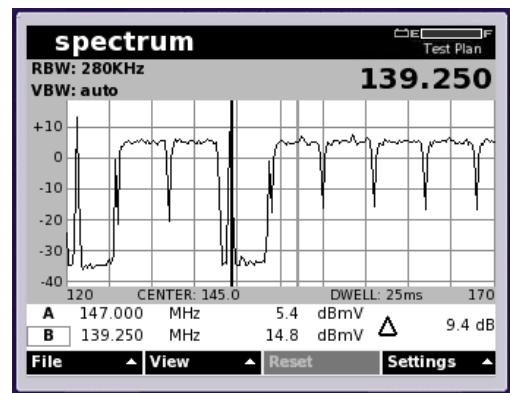 spectrum
E F
Test Plan
RBW: 280KHz
VBW: auto
139.250
+10
0
-10
-20
-30
-40
120 CENTER: 145.0 DWELL: 25ms 170
A 147.000 MHz 5.4 dBmV
B 139.250 MHz 14.8 dBmV Δ 9.4 dB
File View Reset Settings